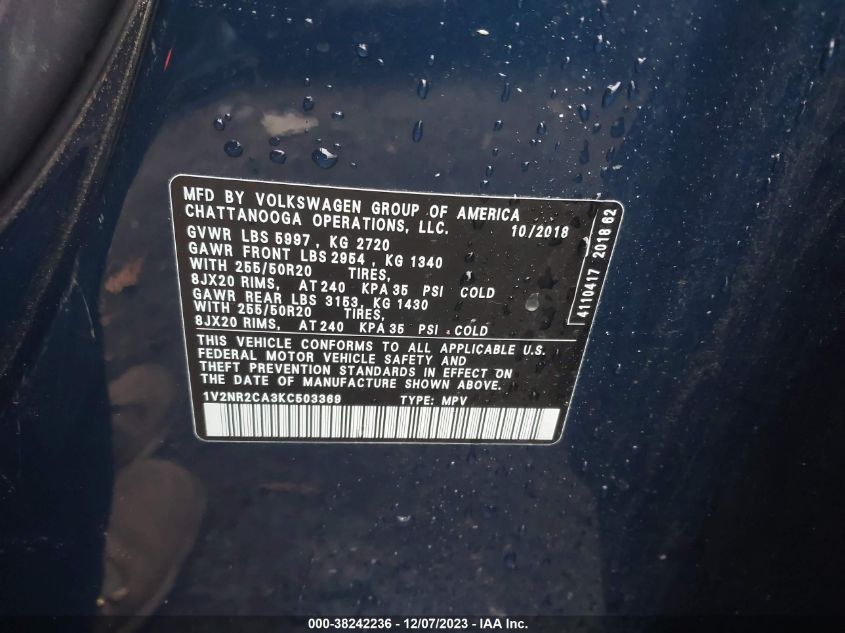 MFD BY VOLKSWAGEN GROUP OF AMERICA
CHATTANOOGA OPERATIONS, LLC. 10/2018
GVWR LBS 5997, KG 2720
GAWR FRONT LBS 2954, KG 1340
WITH 255/50R20 TIRES,
8JX20 RIMS, AT 240 KPA 35 PSI COLD
GAWR REAR LBS 3153, KG 1430
WITH 255/50R20 TIRES,
8JX20 RIMS, AT 240 KPA 35 PSI COLD
THIS VEHICLE CONFORMS TO ALL APPLICABLE U.S.
FEDERAL MOTOR VEHICLE SAFETY AND
THEFT PREVENTION STANDARDS IN EFFECT ON
THE DATE OF MANUFACTURE SHOWN ABOVE.
1V2NR2CA3KC503369 TYPE: MPV
4110417 2018 62
000-38242236 - 12/07/2023 - IAA Inc.